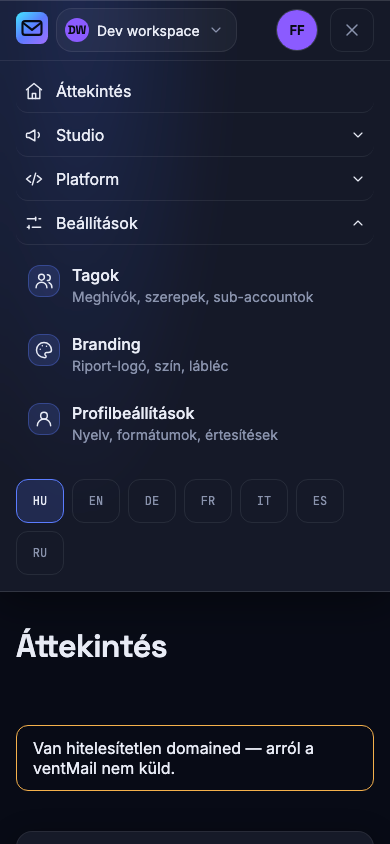 DW Dev workspace FF
Áttekintés
Studio
Platform
Beállítások
Tagok
Meghívók, szerepek, sub-accountok
Branding
Riport-logó, szín, lábléc
Profilbeállítások
Nyelv, formátumok, értesítések
HU EN DE FR IT ES
RU
Áttekintés
Van hitelesítetlen domained — arról a
ventMail nem küld.